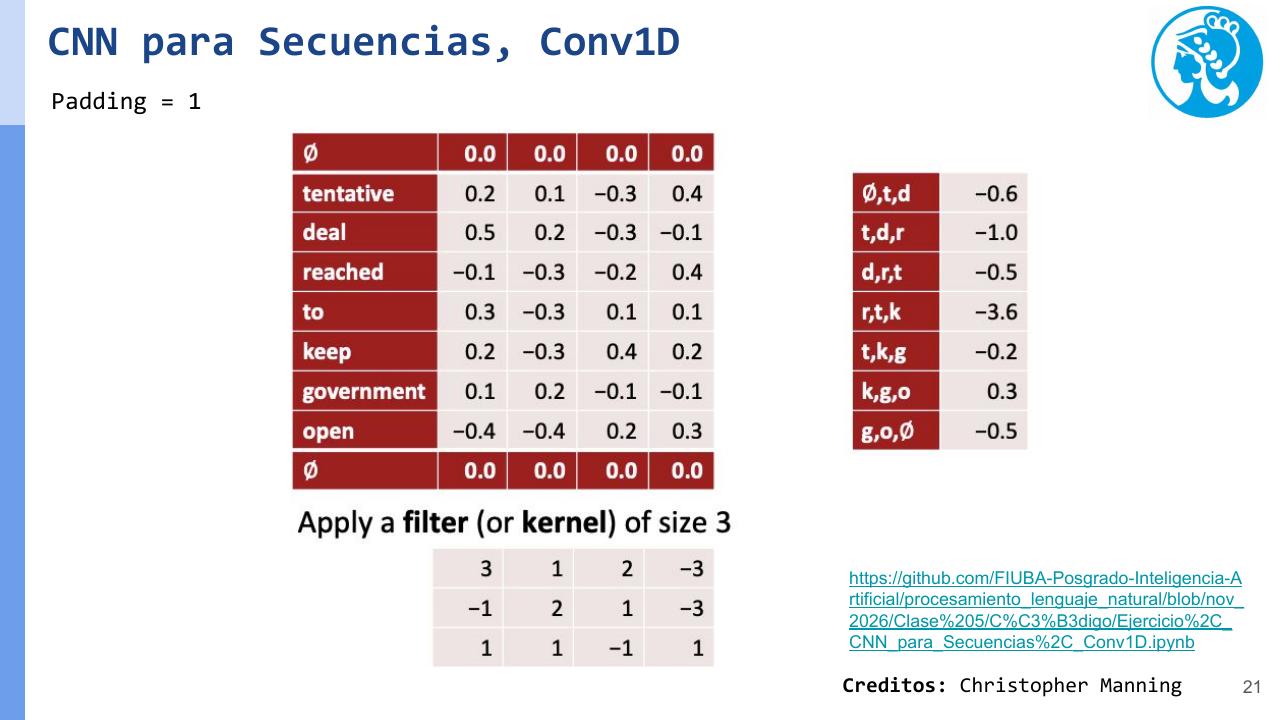 CNN para Secuencias, Conv1D
Padding = 1
Ø 0.0 0.0 0.0 0.0
tentative 0.2 0.1 −0.3 0.4
deal 0.5 0.2 −0.3 −0.1
reached −0.1 −0.3 −0.2 0.4
to 0.3 −0.3 0.1 0.1
keep 0.2 −0.3 0.4 0.2
government 0.1 0.2 −0.1 −0.1
open −0.4 −0.4 0.2 0.3
Ø 0.0 0.0 0.0 0.0
Ø,t,d −0.6
t,d,r −1.0
d,r,t −0.5
r,t,k −3.6
t,k,g −0.2
k,g,o 0.3
g,o,Ø −0.5
Apply a filter (or kernel) of size 3
3 1 2 −3
−1 2 1 −3
1 1 −1 1
https://github.com/FIUBA-Posgrado-Inteligencia-A
rtificial/procesamiento_lenguaje_natural/blob/nov_
2026/Clase%205/C%C3%B3digo/Ejercicio%2C_
CNN_para_Secuencias%2C_Conv1D.ipynb
Creditos: Christopher Manning
21